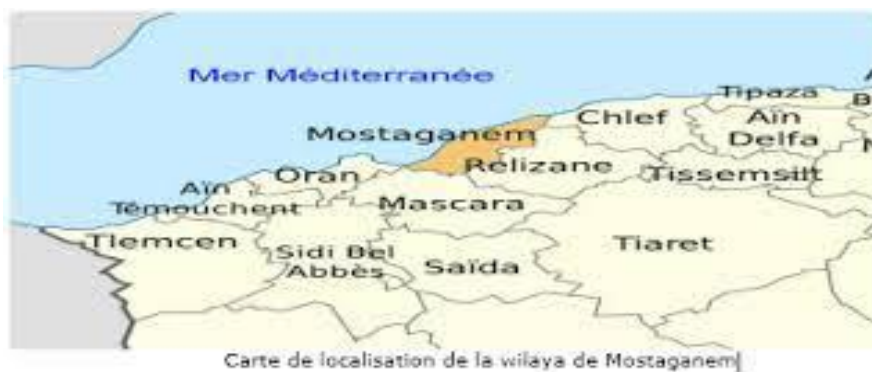 Mer Méditerranée
Tipaza
Chlef
Aïn
Delfa
Mostaganem
Relizane
Tissemsilt
Oran
Aïn
Témouchent
Mascara
Tlemcen
Sidi Bel
Abbès
Saïda
Tiaret
Carte de localisation de la wilaya de Mostaganem